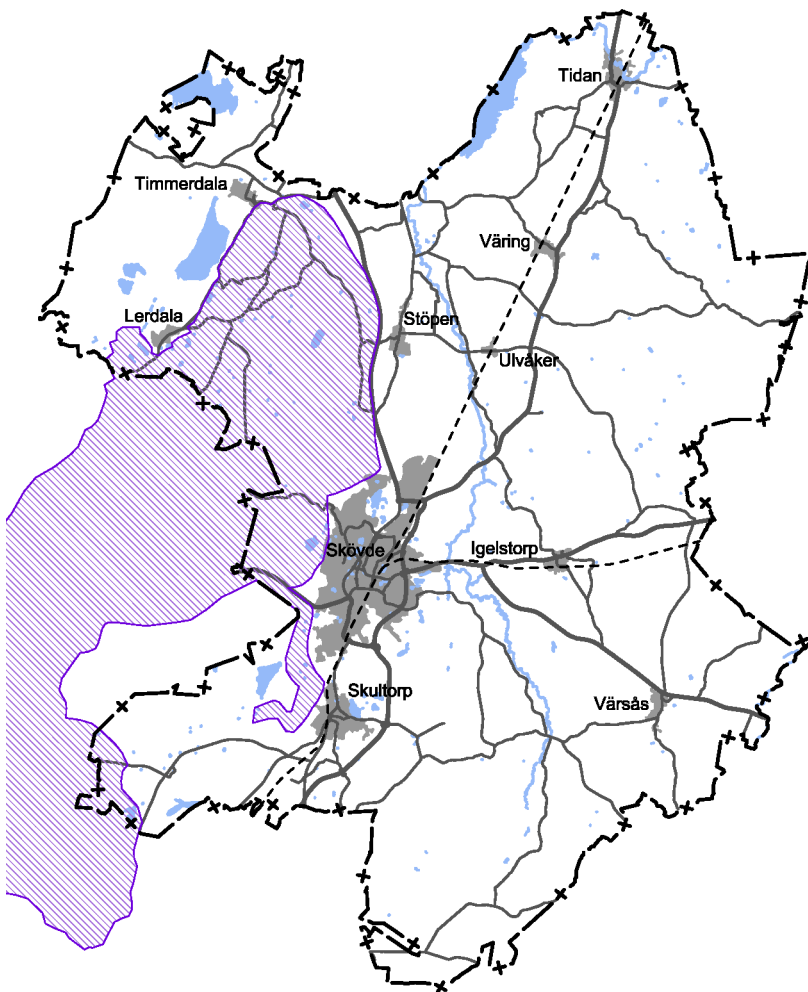 Tidan
Timmerdala
Väring
Lerdala
Stöpen
Ulvåker
Skövde
Igelstorp
Skultorp
Värsås